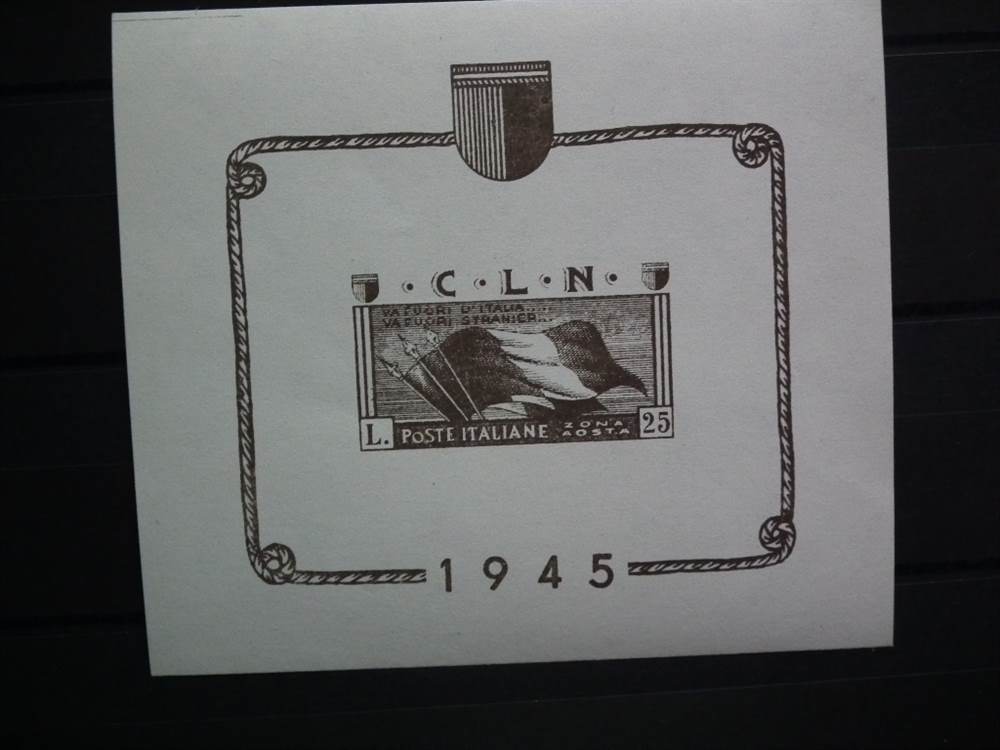 · C · L · N ·
VA FUORI D'ITALIA
VA FUORI STRANIER
L. POSTE ITALIANE ZONA AOSTA 25
1945